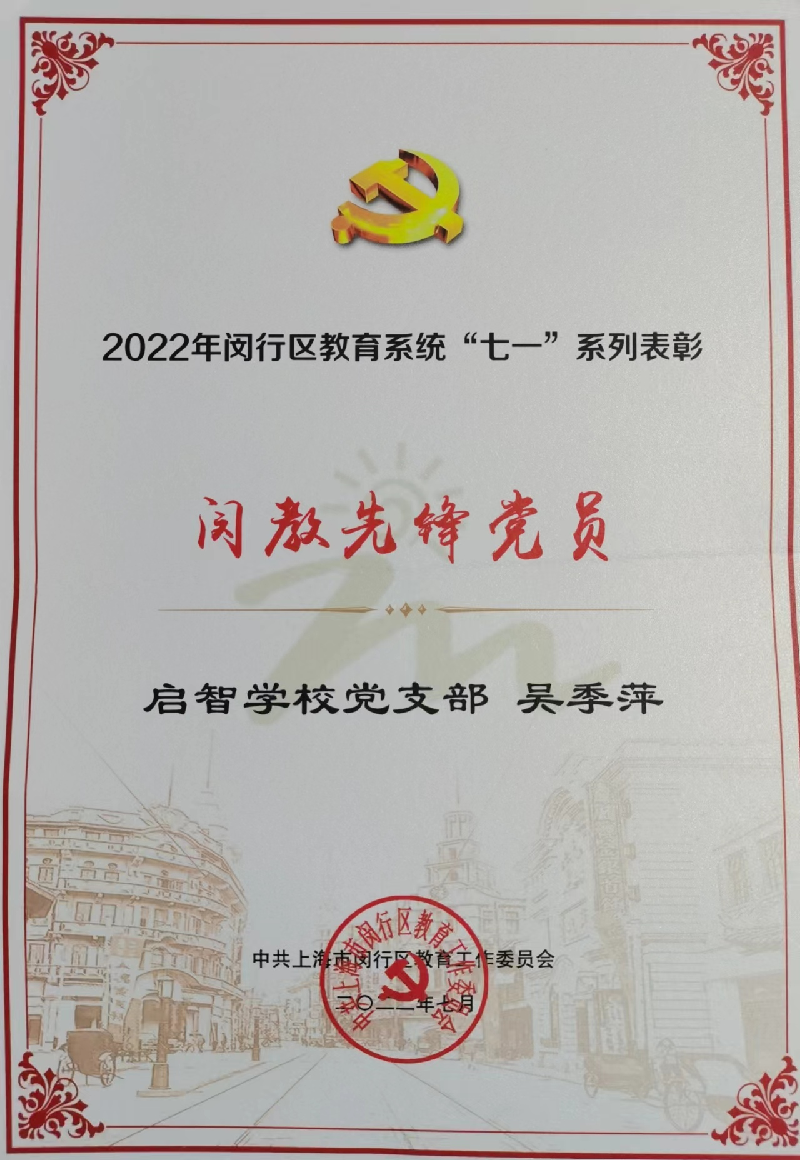 2022年闵行区教育系统“七一”系列表彰
闵教先锋党员
启智学校党支部 吴季萍
中共上海市闵行区教育工作委员会
二〇二二年七月
中共上海市闵行区教育工作委员会